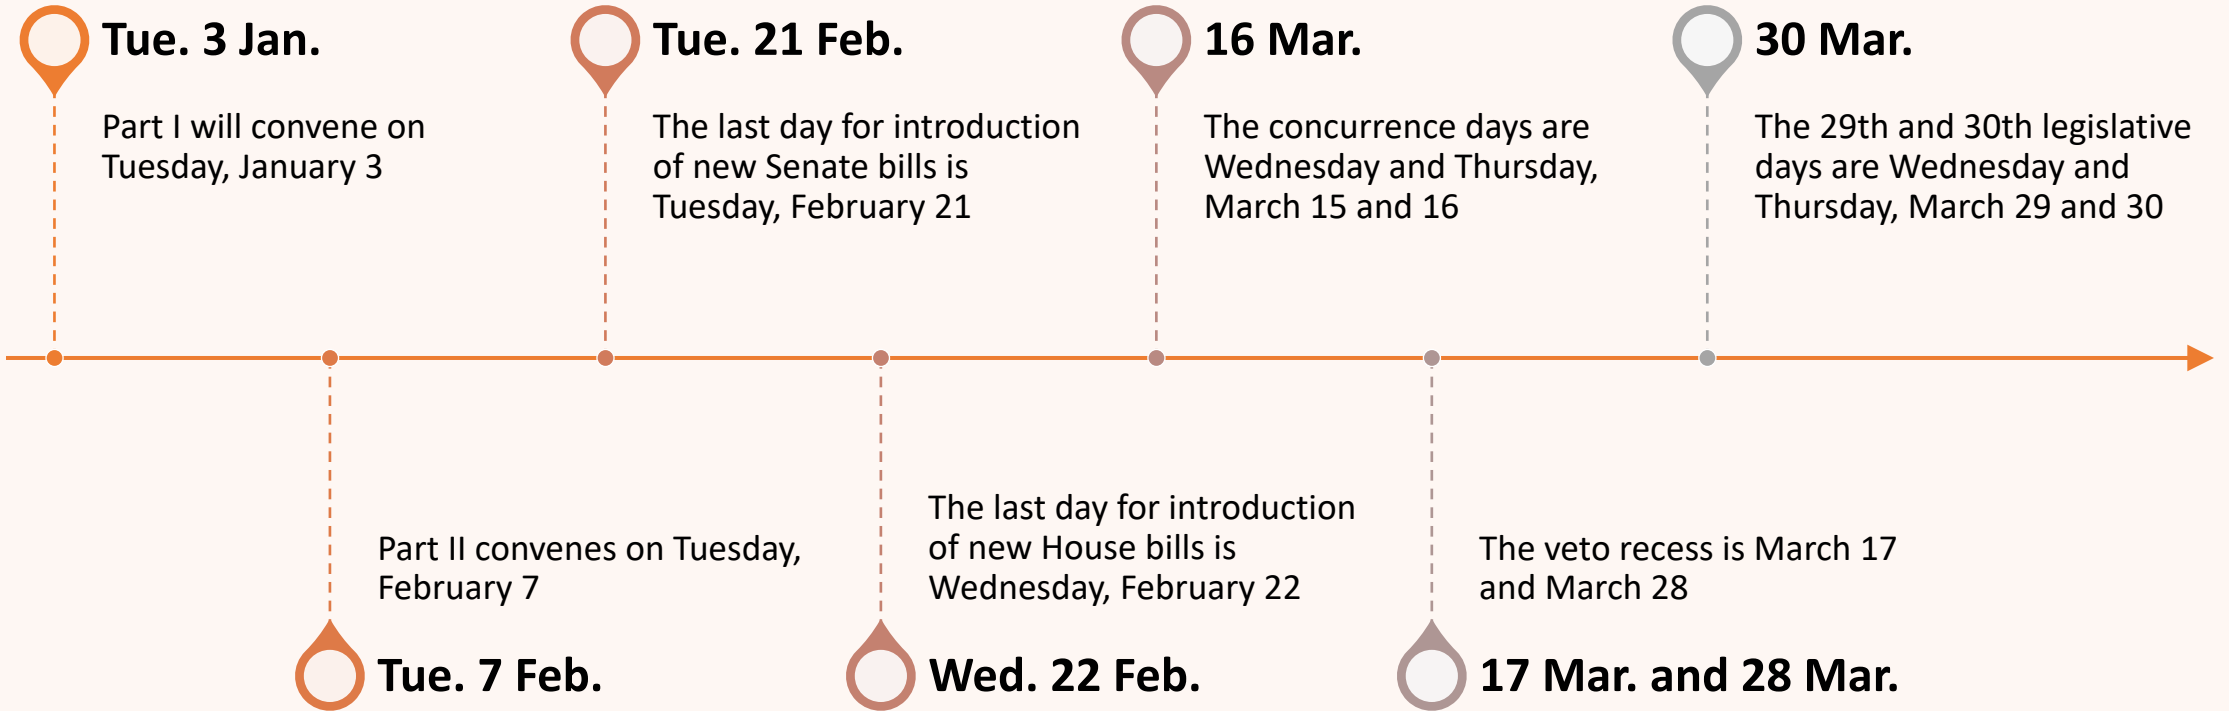 Tue. 3 Jan.
Part I will convene on
Tuesday, January 3
Part II convenes on Tuesday,
February 7
Tue. 7 Feb.
Tue. 21 Feb.
The last day for introduction
of new Senate bills is
Tuesday, February 21
The last day for introduction
of new House bills is
Wednesday, February 22
Wed. 22 Feb.
16 Mar.
The concurrence days are
Wednesday and Thursday,
March 15 and 16
The veto recess is March 17
and March 28
17 Mar. and 28 Mar.
30 Mar.
The 29th and 30th legislative
days are Wednesday and
Thursday, March 29 and 30